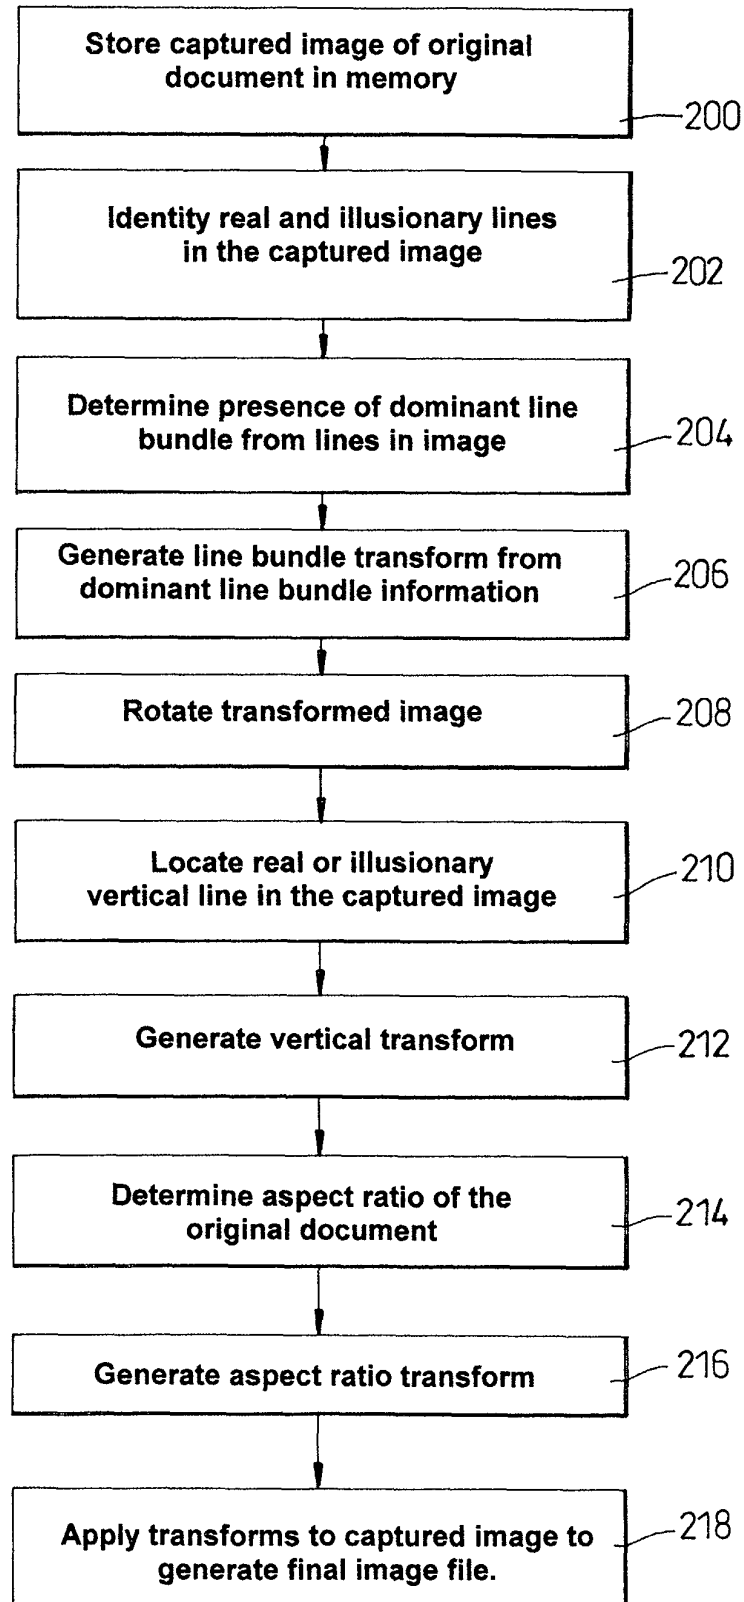 Store captured image of original
document in memory
200
Identity real and illusionary lines
in the captured image
202
Determine presence of dominant line
bundle from lines in image
204
Generate line bundle transform from
dominant line bundle information
206
Rotate transformed image
208
Locate real or illusionary
vertical line in the captured image
210
Generate vertical transform
212
Determine aspect ratio of the
original document
214
Generate aspect ratio transform
216
Apply transforms to captured image to
generate final image file.
218